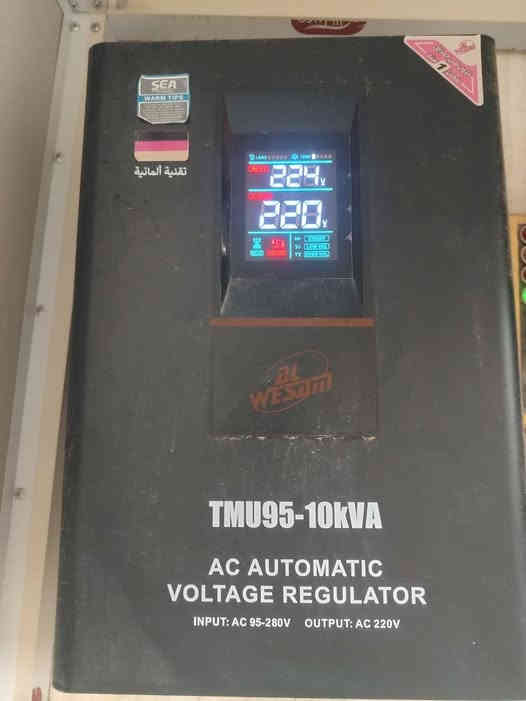 SEA
WARM TIPS
تقنية ألمانية
LOAD
224V
220V
AL
WESAM
TMU95-10kVA
AC AUTOMATIC
VOLTAGE REGULATOR
INPUT: AC 95-280V OUTPUT: AC 220V